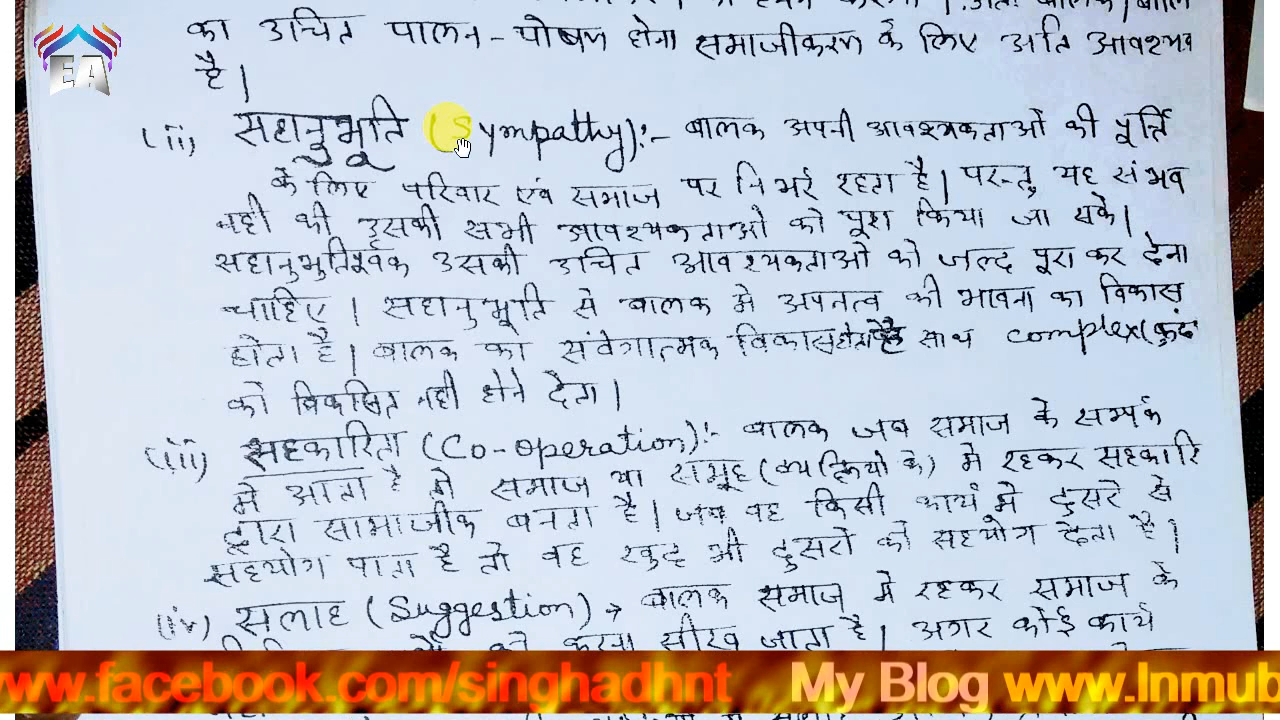 का उचित पालन - पोषण होना समाजीकरण के लिए अति आवश्यक
है।
EA
(ii) सहानुभूति (Sympathy):- बालक अपनी आवश्यकताओं की पूर्ति
के लिए परिवार एवं समाज पर निर्भर रहता है। परन्तु यह संभव
नही की उसकी सभी आवश्यकताओं को पूरा किया जा सके।
सहानुभुतिपूर्वक उसकी उचित आवश्यकताओ को जल्द पूरा कर देना
चाहिए। सहानुभूति से बालक मे अपनत्व की भावना का विकास
होता है। बालक का संवेगात्मक विकास साथ complex(
को विकसित नही होने देता।
(iii) सहकारिता (Co-operation):- बालक जब समाज के सम्पर्क
मे आता है तो समाज या समूह (व्यक्तियो के) मे रहकर सहकारि
द्वारा सामाजीक बनता है। जब वह किसी कार्य मे दुसरे से
सहयोग पाता है तो वह खुद भी दुसरो को सहयोग देता है।
(iv) सलाह (Suggestion) → बालक समाज मे रहकर समाज के
करना सीख जाता है। अगर कोई कार्य
www.facebook.com/singhadhnt My Blog www.Inmub